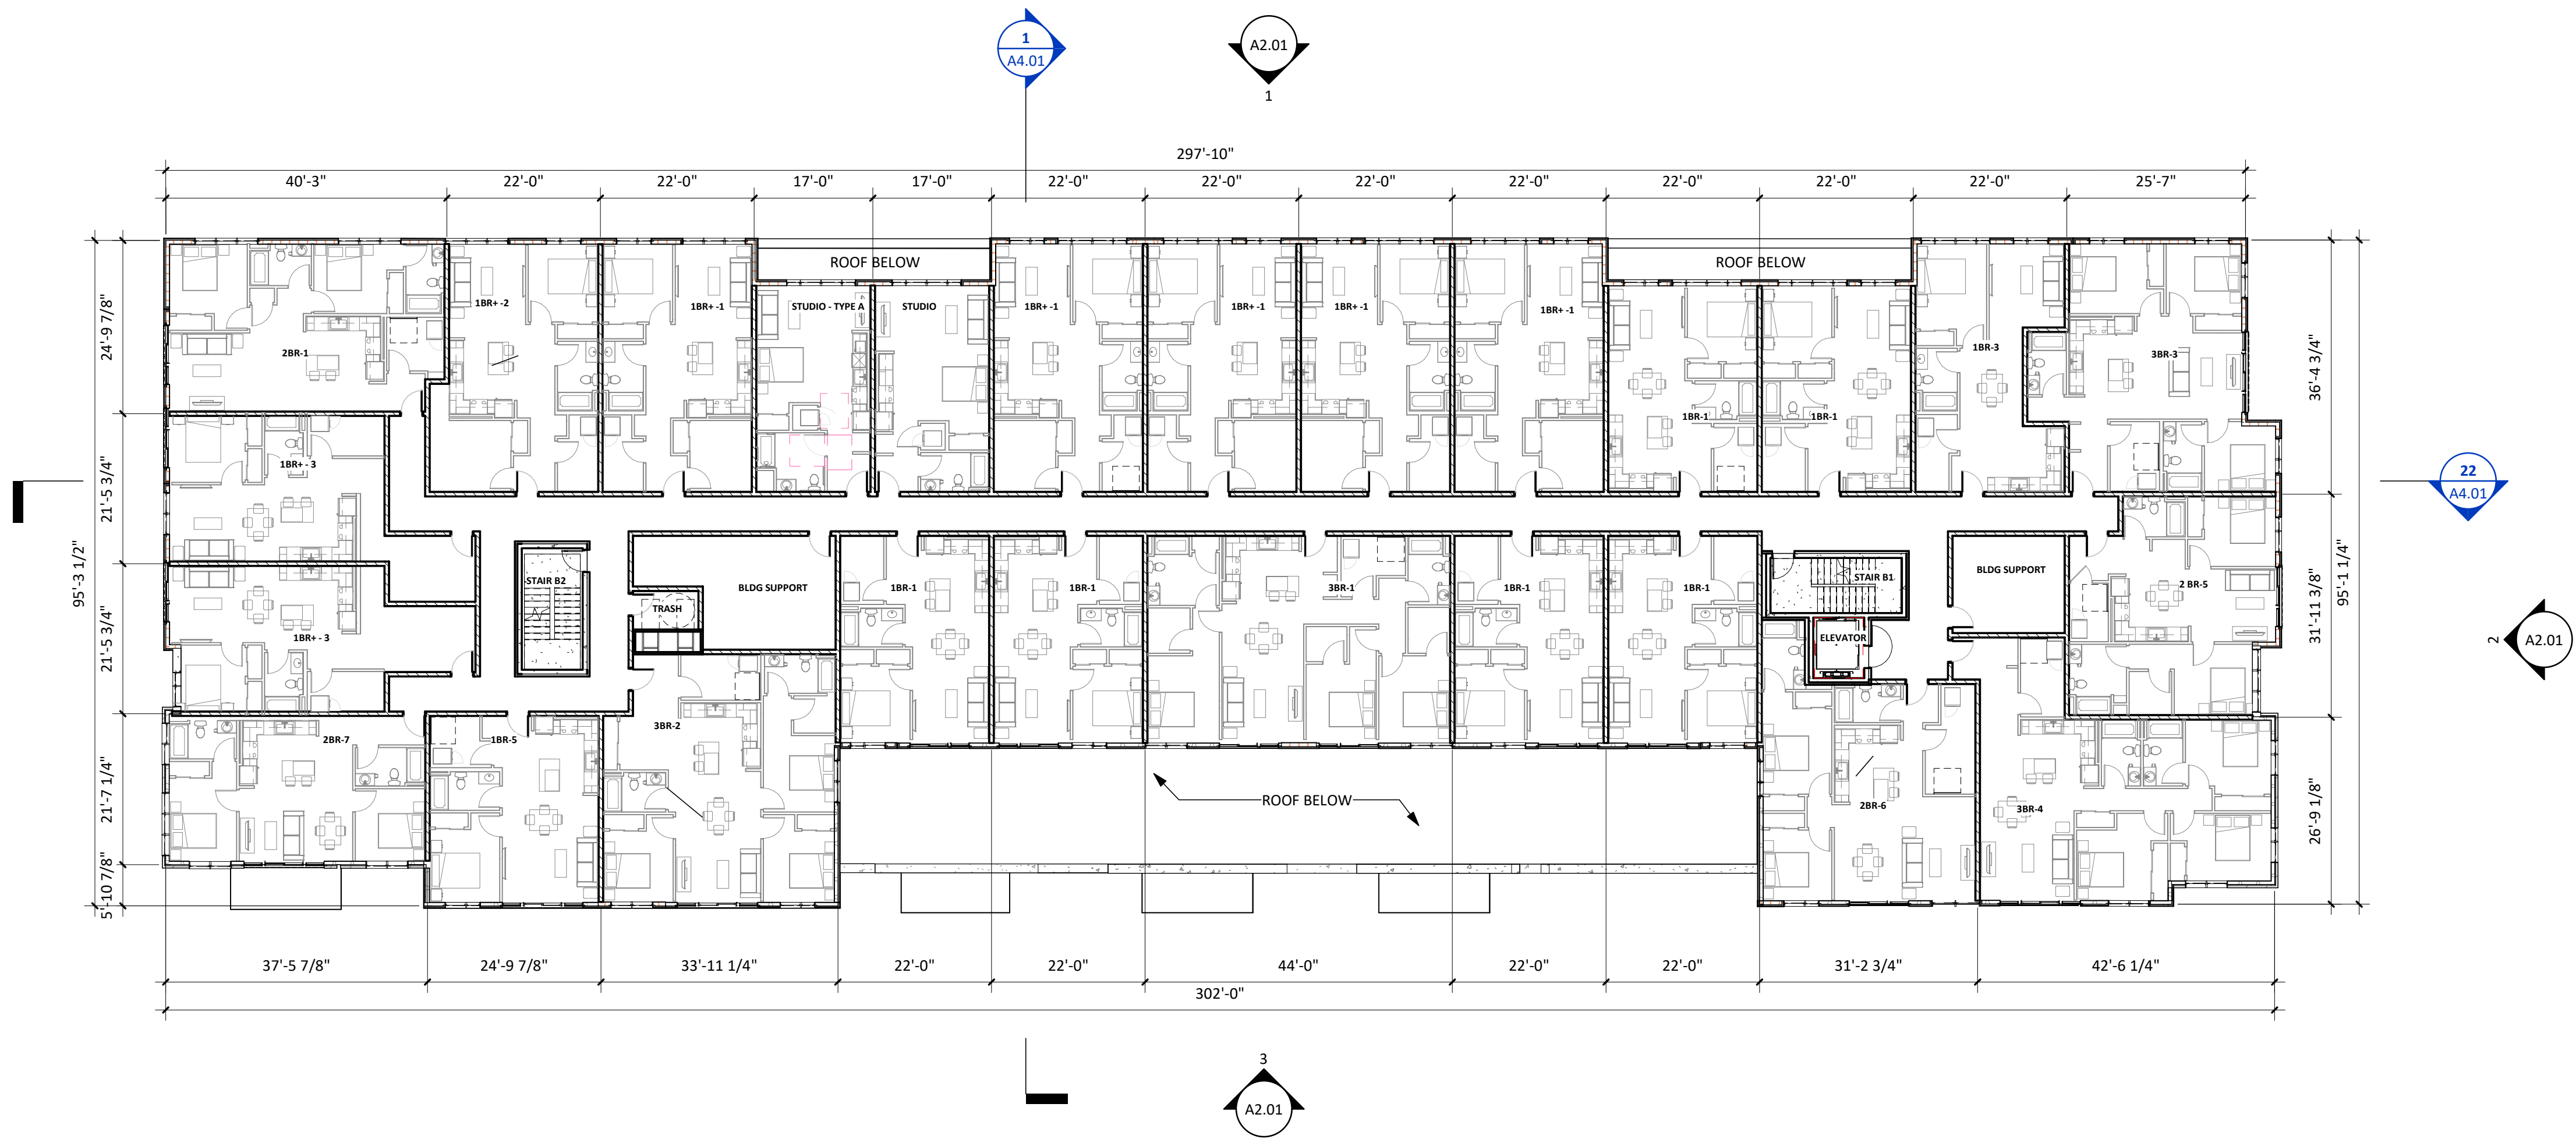 1
A4.01
A2.01
1
297'-10"
40'-3"
22'-0"
22'-0"
17'-0"
17'-0"
22'-0"
22'-0"
22'-0"
22'-0"
22'-0"
22'-0"
22'-0"
25'-7"
95'-3 1/2"
24'-9 7/8"
21'-5 3/4"
21'-5 3/4"
21'-7 1/4"
5'-10 7/8"
ROOF BELOW
ROOF BELOW
2BR-1
1BR+ -2
1BR+ -1
STUDIO - TYPE A
STUDIO
1BR+ -1
1BR+ -1
1BR+ -1
1BR+ -1
1BR-1
1BR-1
1BR-3
3BR-3
1BR+ - 3
1BR+ - 3
STAIR B2
TRASH
BLDG SUPPORT
1BR-1
1BR-1
3BR-1
1BR-1
1BR-1
STAIR B1
ELEVATOR
BLDG SUPPORT
2 BR-5
2BR-7
1BR-5
3BR-2
ROOF BELOW
2BR-6
3BR-4
36'-4 3/4"
31'-11 3/8"
26'-9 1/8"
95'-1 1/4"
22
A4.01
2
A2.01
37'-5 7/8"
24'-9 7/8"
33'-11 1/4"
22'-0"
22'-0"
44'-0"
22'-0"
22'-0"
31'-2 3/4"
42'-6 1/4"
302'-0"
3
A2.01